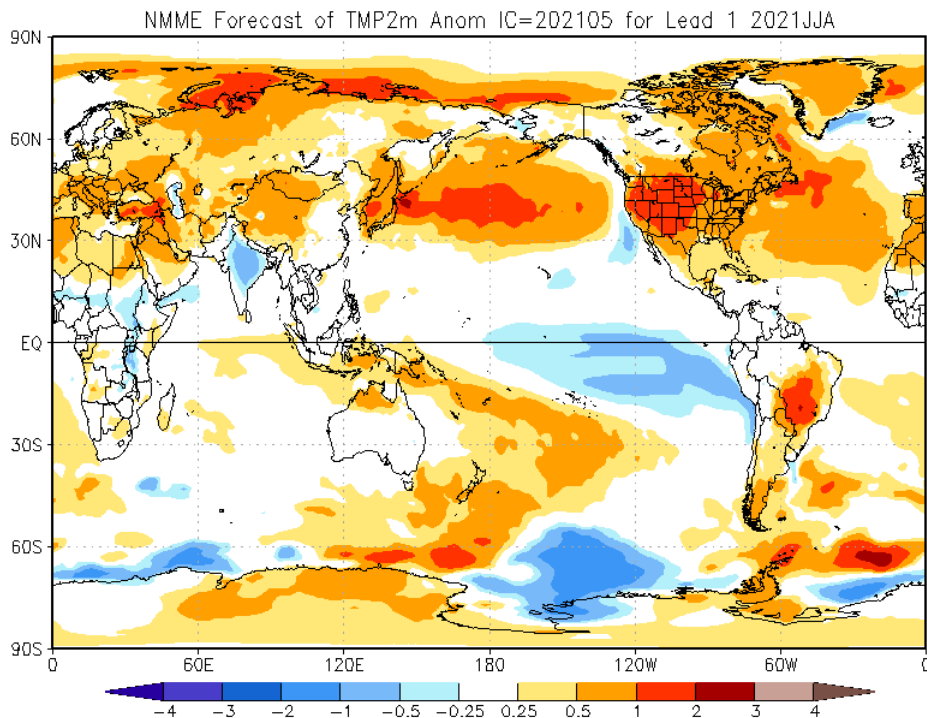 NMME Forecast of TMP2m Anom IC=202105 for Lead 1 2021JJA
90N
60N
30N
EQ
30S
60S
90S
0 60E 120E 180 120W 60W 0
-4 -3 -2 -1 -0.5 -0.25 0.25 0.5 1 2 3 4